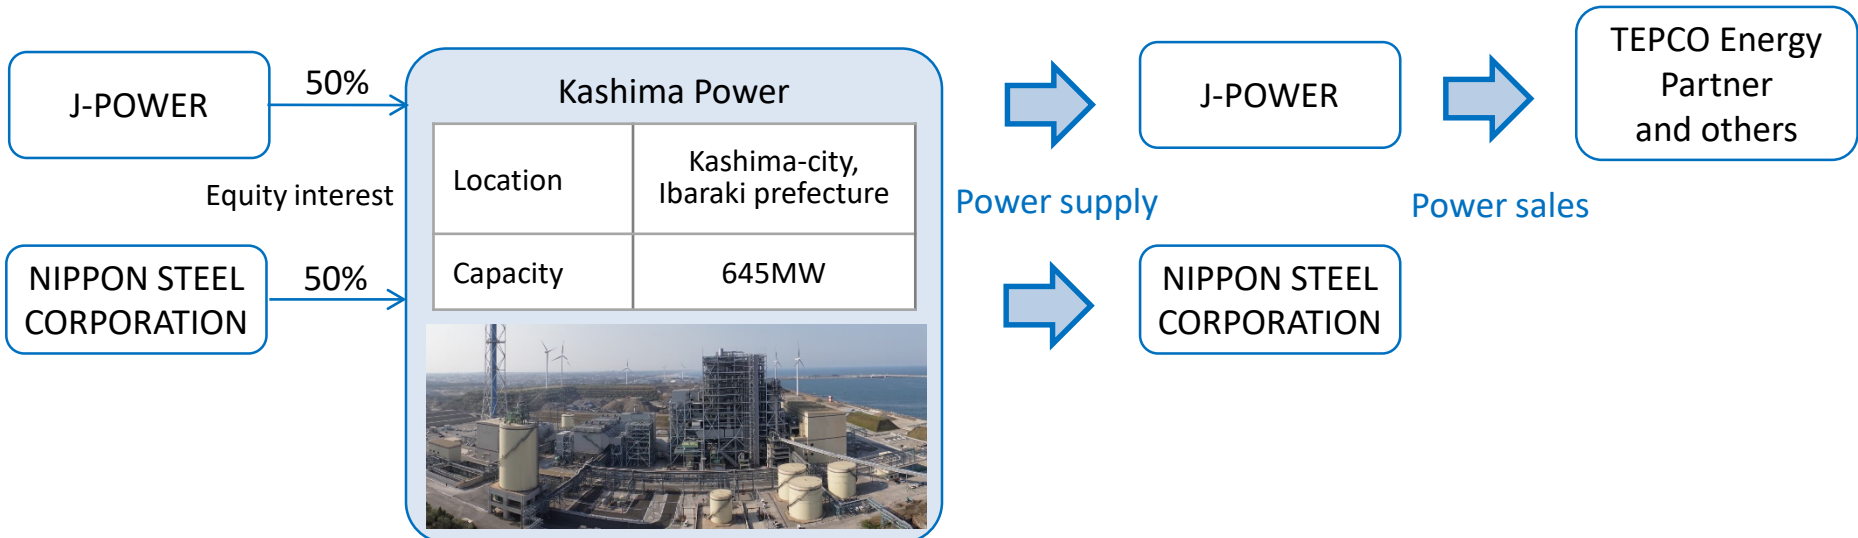 J-POWER
50%
Equity interest
NIPPON STEEL
CORPORATION
50%
Kashima Power
Location
Kashima-city,
Ibaraki prefecture
Capacity
645MW
Power supply
J-POWER
NIPPON STEEL
CORPORATION
Power sales
TEPCO Energy
Partner
and others